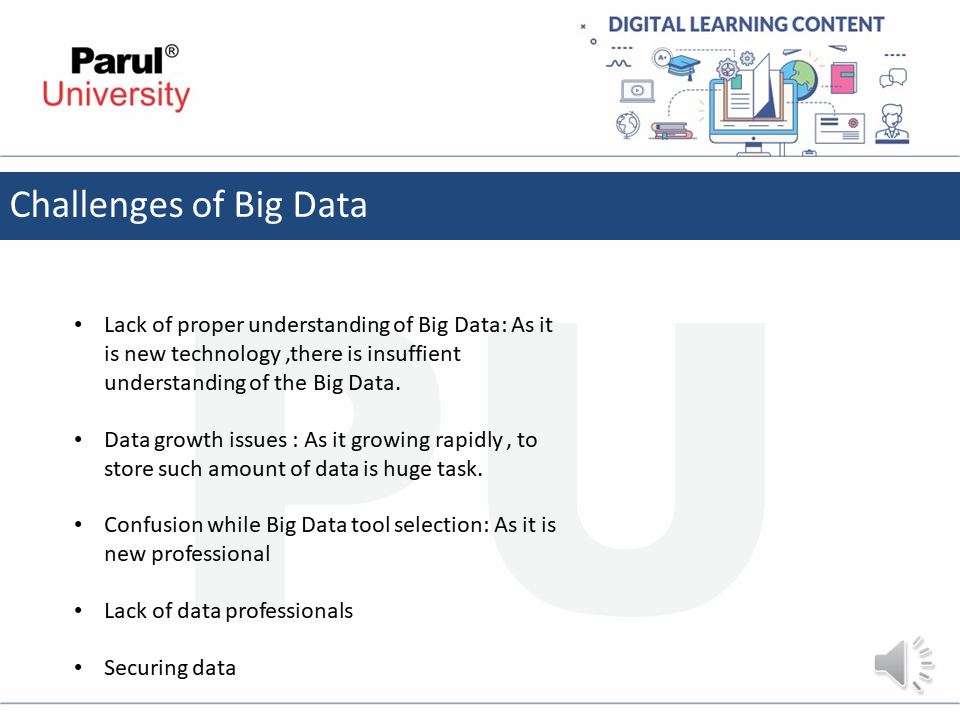 DIGITAL LEARNING CONTENT
Parul®
University
A+
Challenges of Big Data
• Lack of proper understanding of Big Data: As it
is new technology ,there is insuffient
understanding of the Big Data.
• Data growth issues : As it growing rapidly , to
store such amount of data is huge task.
• Confusion while Big Data tool selection: As it is
new professional
• Lack of data professionals
• Securing data
PU